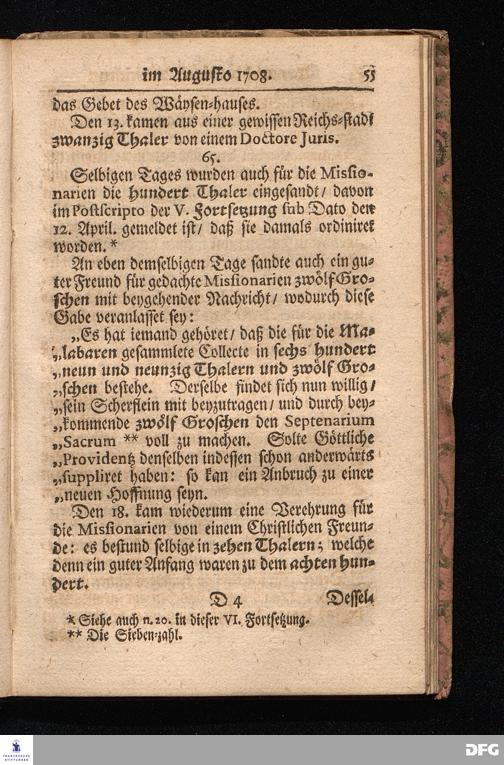 im Augusto 1708. 55
das Gebet des Wäysen-hauses.
Den 13. kamen aus einer gewissen Reichs-stadt
zwanzig Thaler von einem Doctore Juris.
65.
Selbigen Tages wurden auch für die Missio-
narien die hundert Thaler eingesandt/ davon
im Postscripto der V. Fortsetzung sub Dato den
12. April. gemeldet ist/ daß sie damals ordiniret
worden.*
An eben demselbigen Tage sandte auch ein gu-
ter Freund für gedachte Missionarien zwölf Gro-
schen mit beygehender Nachricht/ wodurch diese
Gabe veranlasset sey:
„Es hat iemand gehöret/ daß die für die Ma-
„labaren gesammlete Collecte in sechs hundert
„neun und neunzig Thalern und zwölf Gro-
„schen bestehe. Derselbe findet sich nun willig/
„sein Scherflein mit beyzutragen/ und durch bey-
„kommende zwölf Groschen den Septenarium
„Sacrum ** voll zu machen. Solte Göttliche
„Providentz denselben indessen schon anderwärts
„suppliret haben: so kan ein Anbruch zu einer
„neuen Hoffnung seyn.
Den 18. kam wiederum eine Verehrung für
die Missionarien von einem Christlichen Freun-
de: es bestund selbige in zehen Thalern; welche
denn ein guter Anfang waren zu dem achten hun-
dert.
D 4 Dessel-
* Siehe auch n. 20. in dieser VI. Fortsetzung.
** Die Sieben-zahl.
FRANCKESCHE STIFTUNGEN
DFG